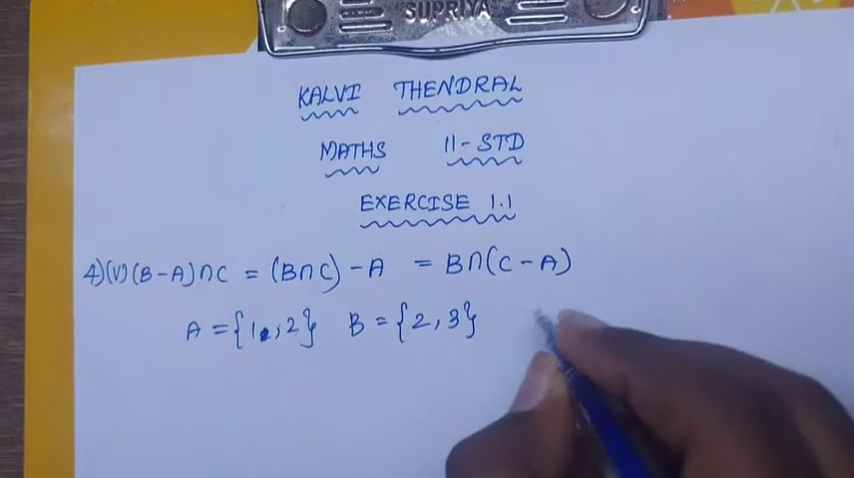 SUPRIYA
KALVI THENDRAL
MATHS 11-STD
EXERCISE 1.1
4)(V) (B-A)∩C = (B∩C)-A = B∩(C-A)
A = {1, 2} B = {2, 3}